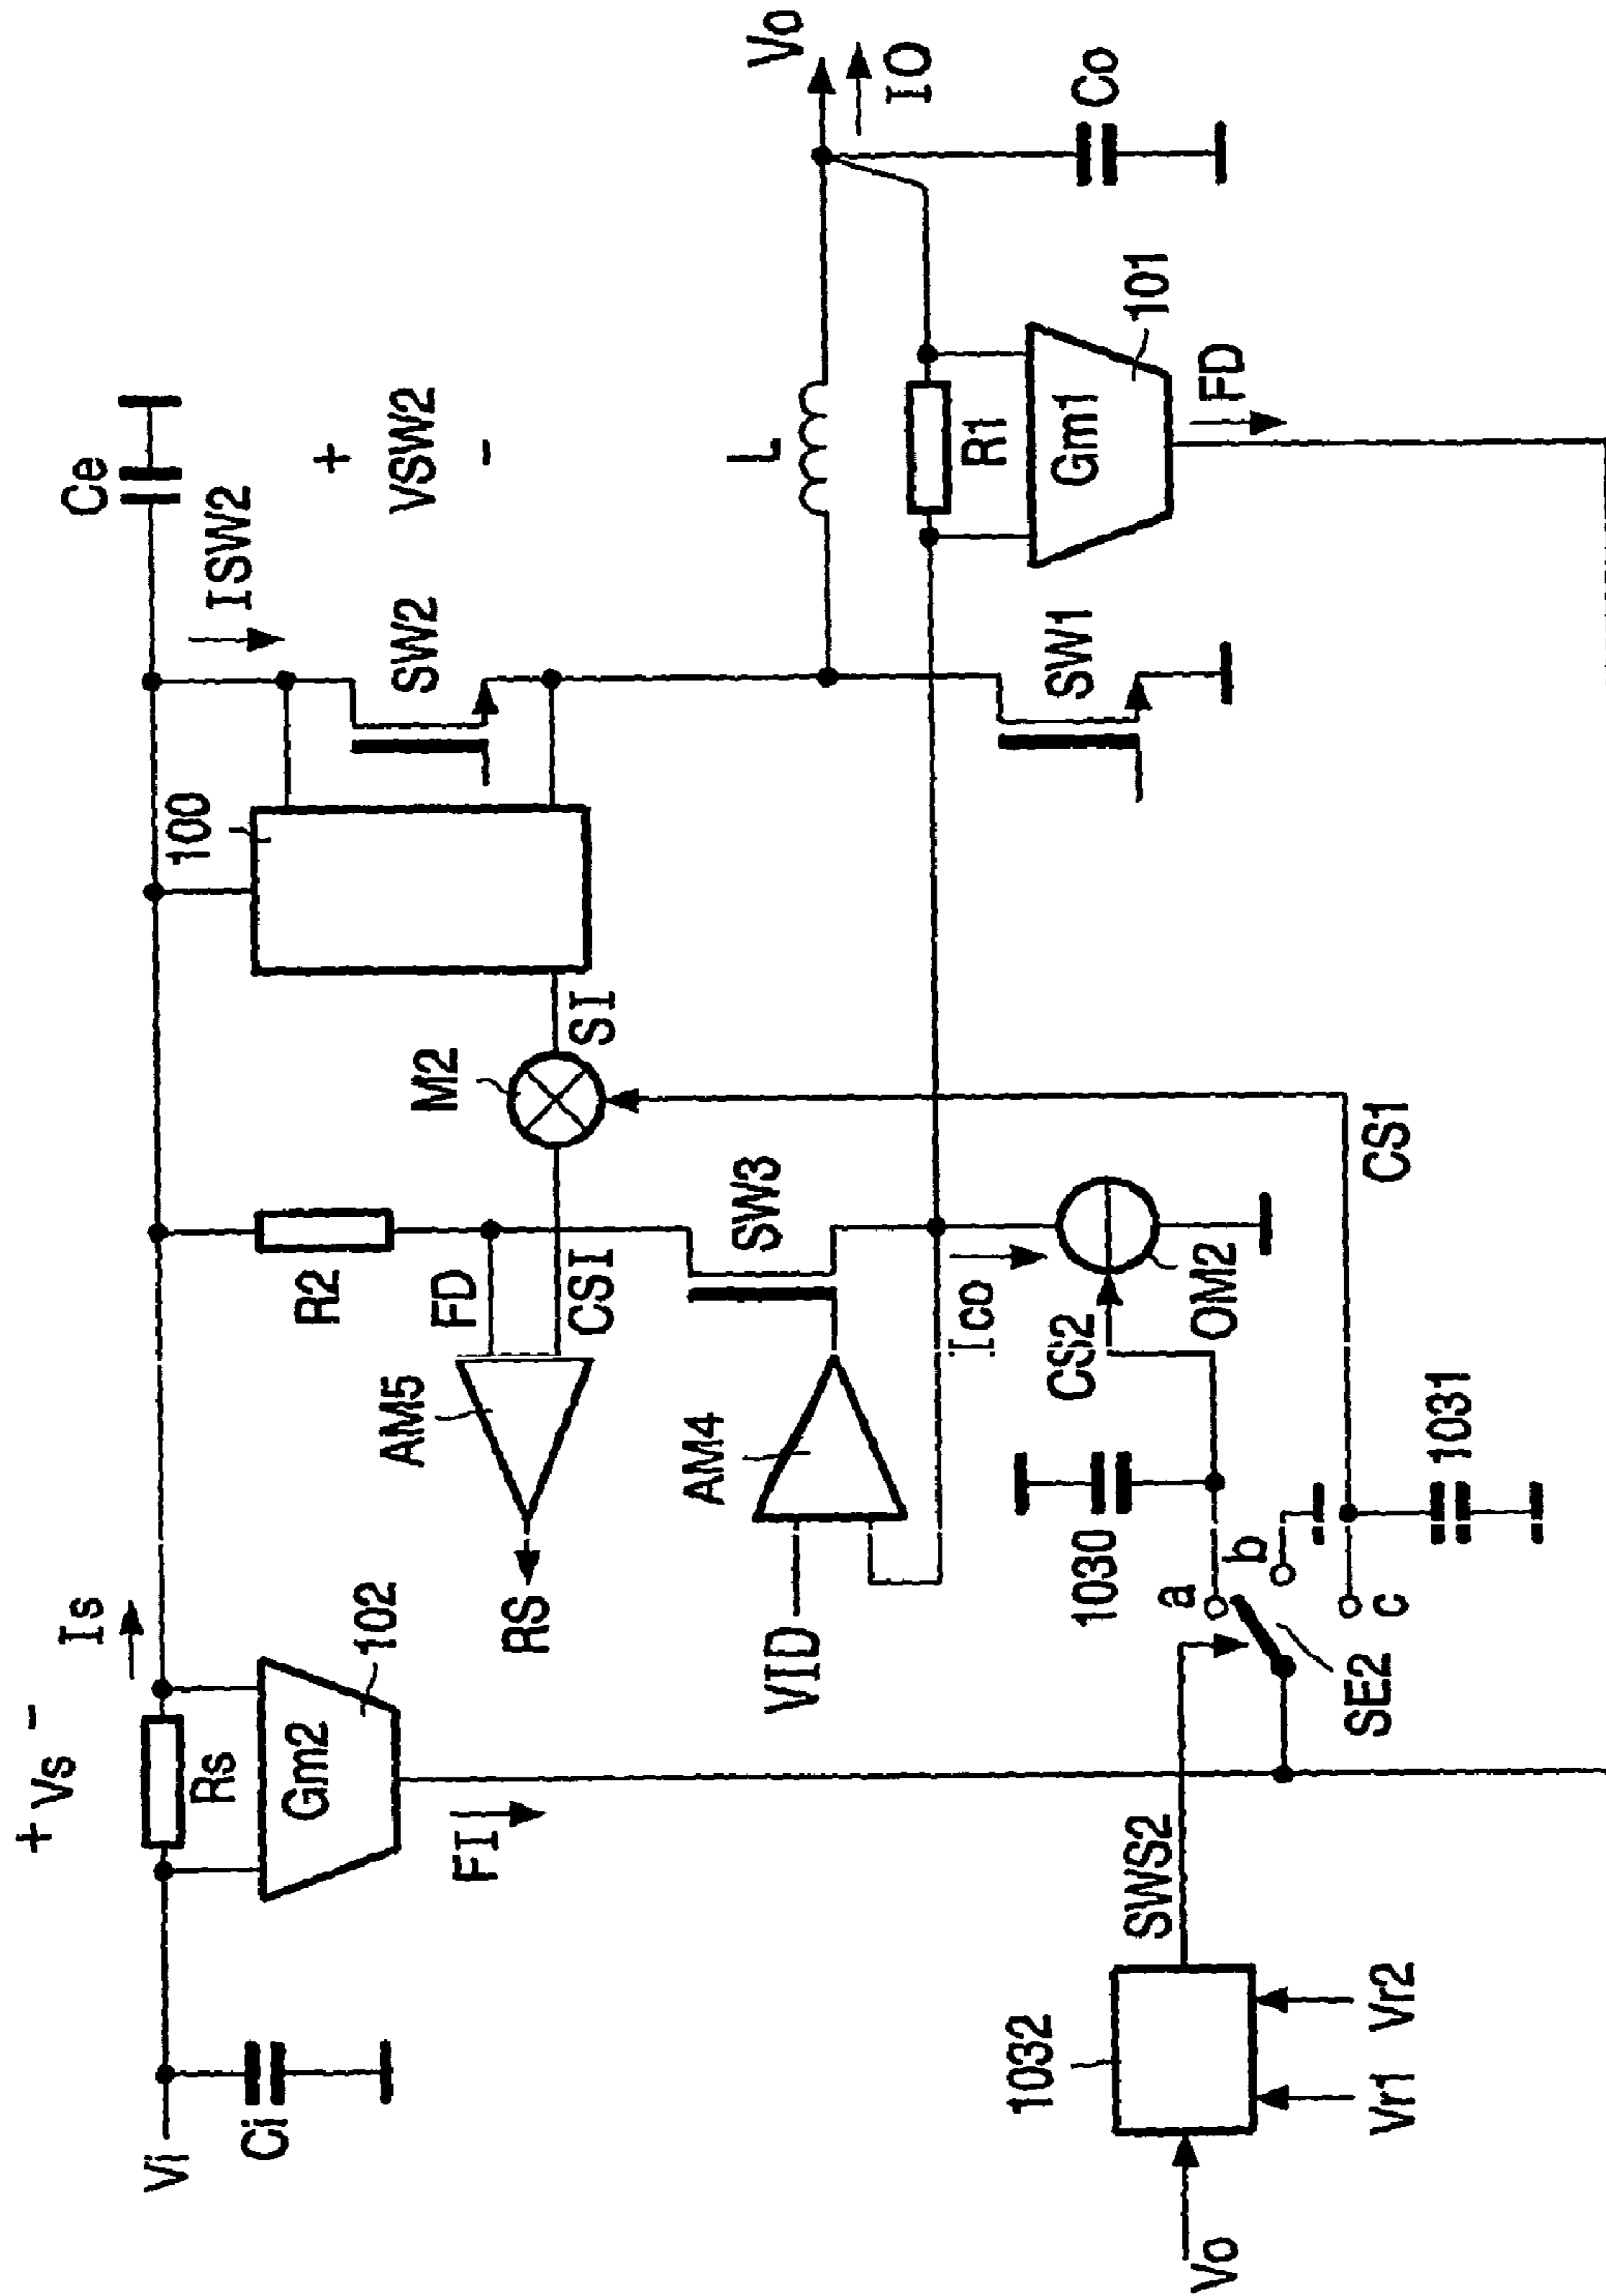 + Vs -
Is
Vi
Ci
Rs
Gm2
102
FI
R2
FD
CSI
AM5
RS
M2
SI
100
Ce
ISW2
SW2
+
VSW2
-
L
Vo
IO
Co
R1
Gm1
101
FD
SW1
SW3
AM4
VID
Ico
CS2
OM2
CS1
1030
1031
a
b
c
SE2
SWS2
1032
Vo
Vr1
Vr2